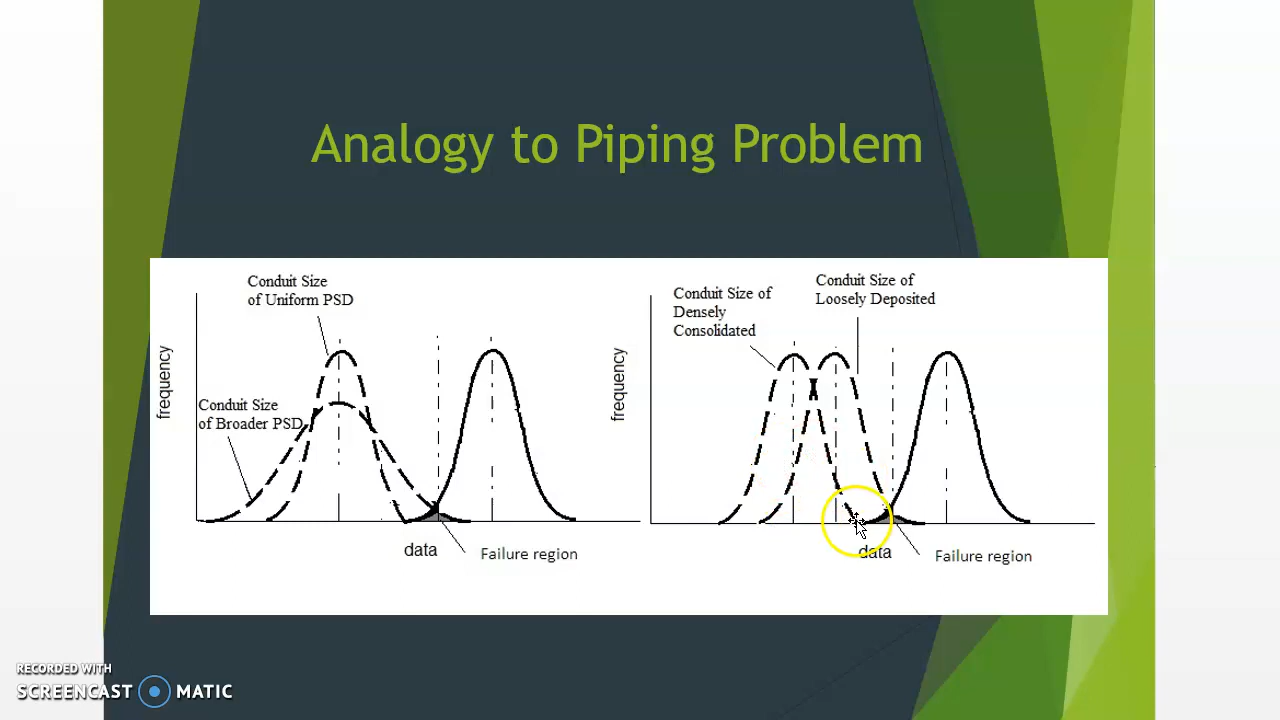 Analogy to Piping Problem
Conduit Size
of Uniform PSD
Conduit Size
of Broader PSD
frequency
data
Failure region
Conduit Size of
Densely
Consolidated
Conduit Size of
Loosely Deposited
frequency
data
Failure region
RECORDED WITH
SCREENCAST MATIC